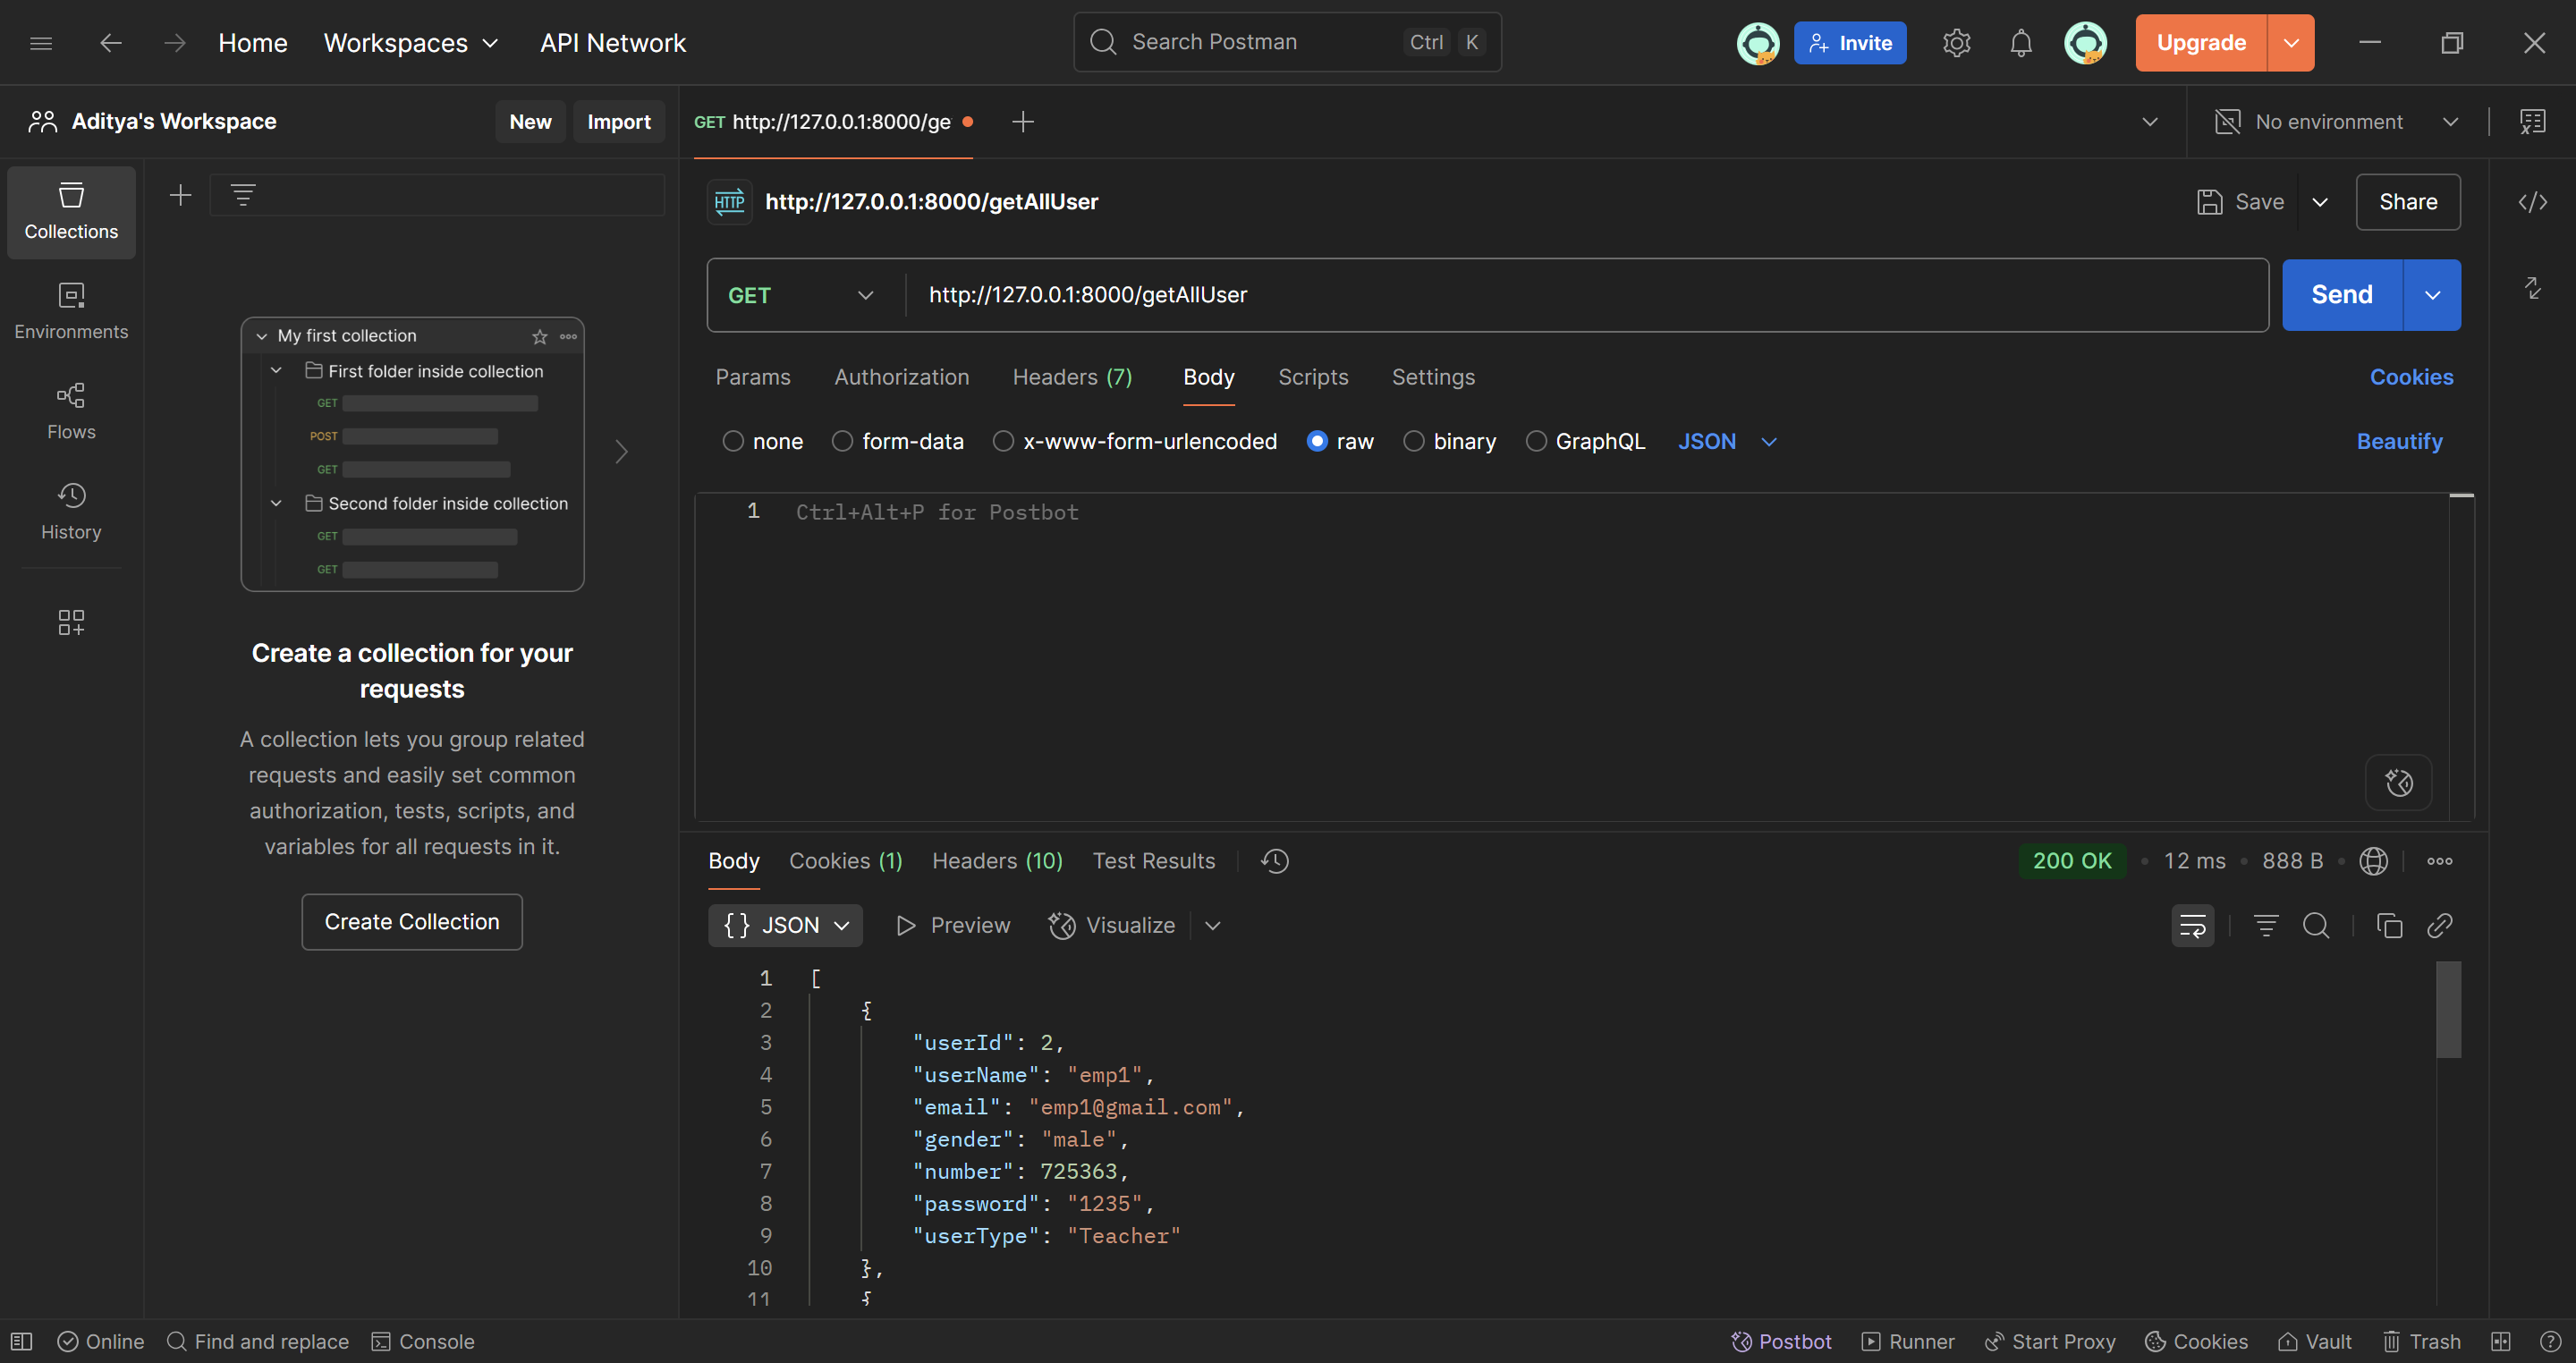 Home Workspaces API Network Search Postman Ctrl K Invite Upgrade
Aditya's Workspace New Import GET http://127.0.0.1:8000/ge No environment
Collections
Environments
Flows
History
My first collection
First folder inside collection
GET
POST
GET
Second folder inside collection
GET
GET
Create a collection for your
requests
A collection lets you group related
requests and easily set common
authorization, tests, scripts, and
variables for all requests in it.
Create Collection
HTTP http://127.0.0.1:8000/getAllUser Save Share
GET http://127.0.0.1:8000/getAllUser Send
Params Authorization Headers (7) Body Scripts Settings Cookies
none form-data x-www-form-urlencoded raw binary GraphQL JSON Beautify
1 Ctrl+Alt+P for Postbot
Body Cookies (1) Headers (10) Test Results 200 OK • 12 ms • 888 B •
{} JSON Preview Visualize
1 [
2 {
3 "userId": 2,
4 "userName": "emp1",
5 "email": "emp1@gmail.com",
6 "gender": "male",
7 "number": 725363,
8 "password": "1235",
9 "userType": "Teacher"
10 },
11 {
Online Find and replace Console Postbot Runner Start Proxy Cookies Vault Trash